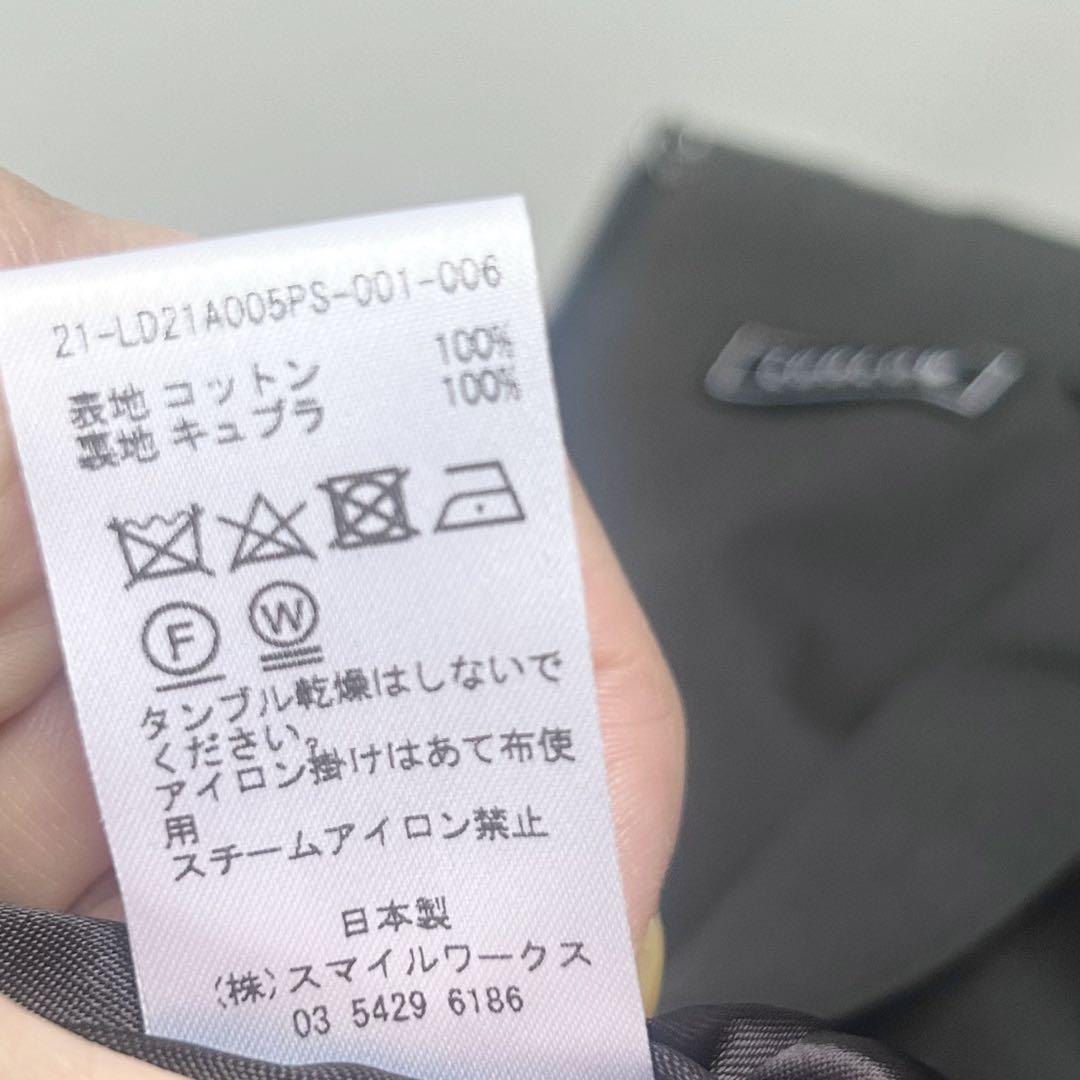 21-LD21A005PS-001-006
表地 コットン 100%
裏地 キュプラ 100%
F W
タンブル乾燥はしないで
ください。
アイロン掛けはあて布使
用
スチームアイロン禁止
日本製
(株)スマイルワークス
03 5429 6186